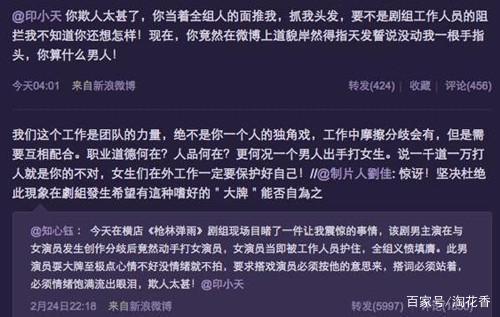 @印小天 你欺人太甚了，你当着全组人的面推我，抓我头发，要不是剧组工作人员的阻
拦我不知道你还想怎样！现在，你竟然在微博上道貌岸然得指天发誓说没动我一根手指
头，你算什么男人！
今天04:01 来自新浪微博 转发(424) | 收藏 | 评论(456)
我们这个工作是团队的力量，绝不是你一个人的独角戏，工作中摩擦分歧会有，但是需
要互相配合。职业道德何在？人品何在？更何况一个男人出手打女生。说一千道一万打
人就是你的不对，女生们在外工作一定要保护好自己！//@制片人劉佳: 惊讶！坚决杜绝
此現象在劇組發生希望有這种嗜好的＂大牌＂能否自為之
@知心钰： 今天在横店《枪林弹雨》剧组现场目睹了一件让我震惊的事情，该剧男主演在与
女演员发生创作分歧后竟然动手打女演员，女演员当即被工作人员护住，全组义愤填膺。此男
演员耍大牌至极点心情不好没情绪就不拍，要求搭戏演员必须按他的意思来，搭词必须站着，
必须情绪饱满流出眼泪，欺人太甚！@印小天
2月24日22:18 来自新浪微博 转发(5997)
百家号/淘花香